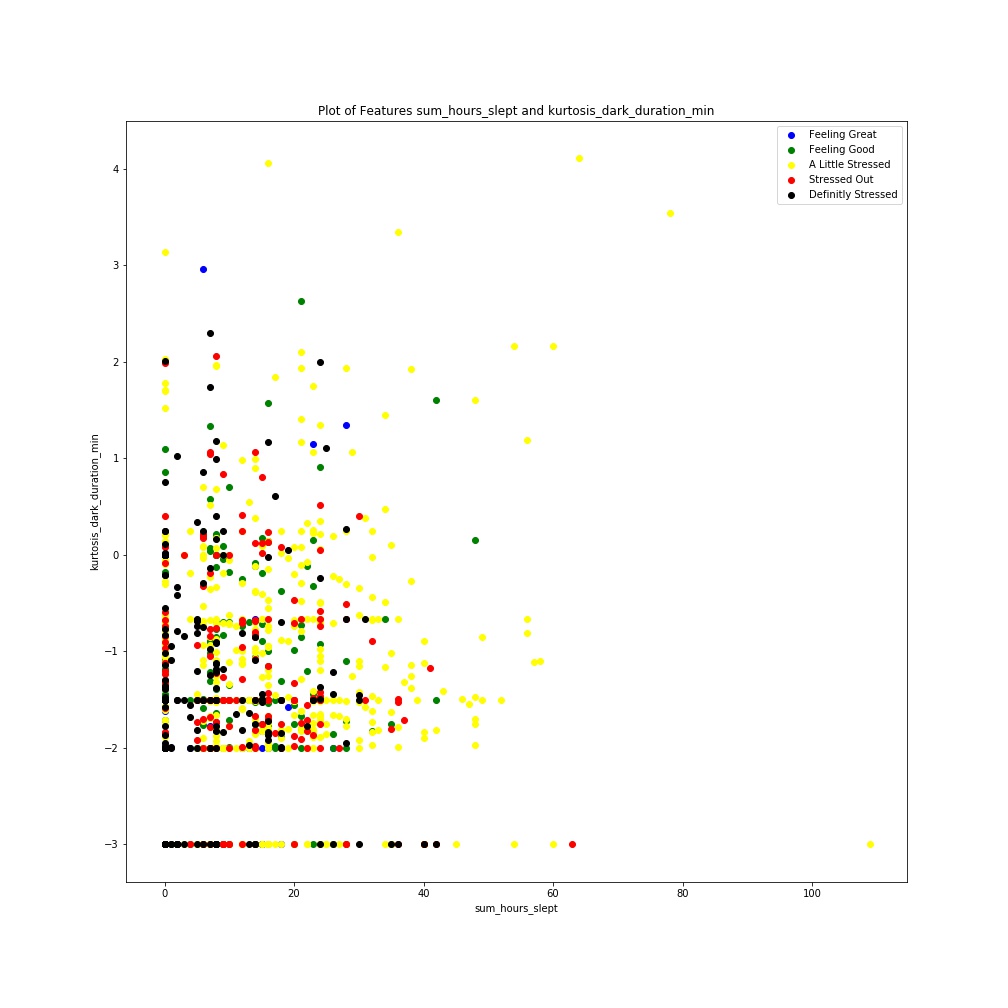 Plot of Features sum_hours_slept and kurtosis_dark_duration_min
Feeling Great
Feeling Good
A Little Stressed
Stressed Out
Definitly Stressed
kurtosis_dark_duration_min
4
3
2
1
0
−1
−2
−3
0 20 40 60 80 100
sum_hours_slept